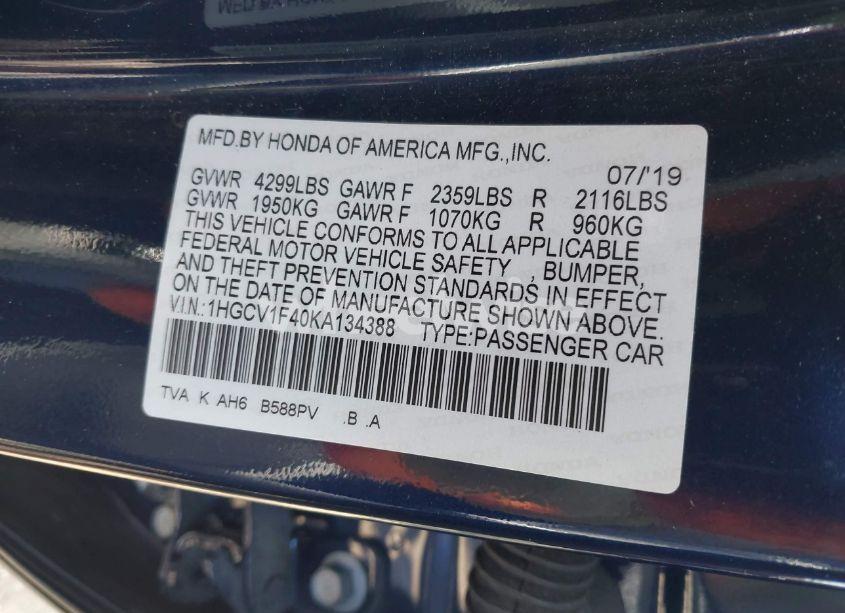 MFD.BY HONDA OF AMERICA MFG.,INC.
07/'19
GVWR 4299LBS GAWR F 2359LBS R 2116LBS
GVWR 1950KG GAWR F 1070KG R 960KG
THIS VEHICLE CONFORMS TO ALL APPLICABLE
FEDERAL MOTOR VEHICLE SAFETY , BUMPER,
AND THEFT PREVENTION STANDARDS IN EFFECT
ON THE DATE OF MANUFACTURE SHOWN ABOVE.
V.I.N.:1HGCV1F40KA134388 TYPE:PASSENGER CAR
TVA K AH6 B588PV .B .A